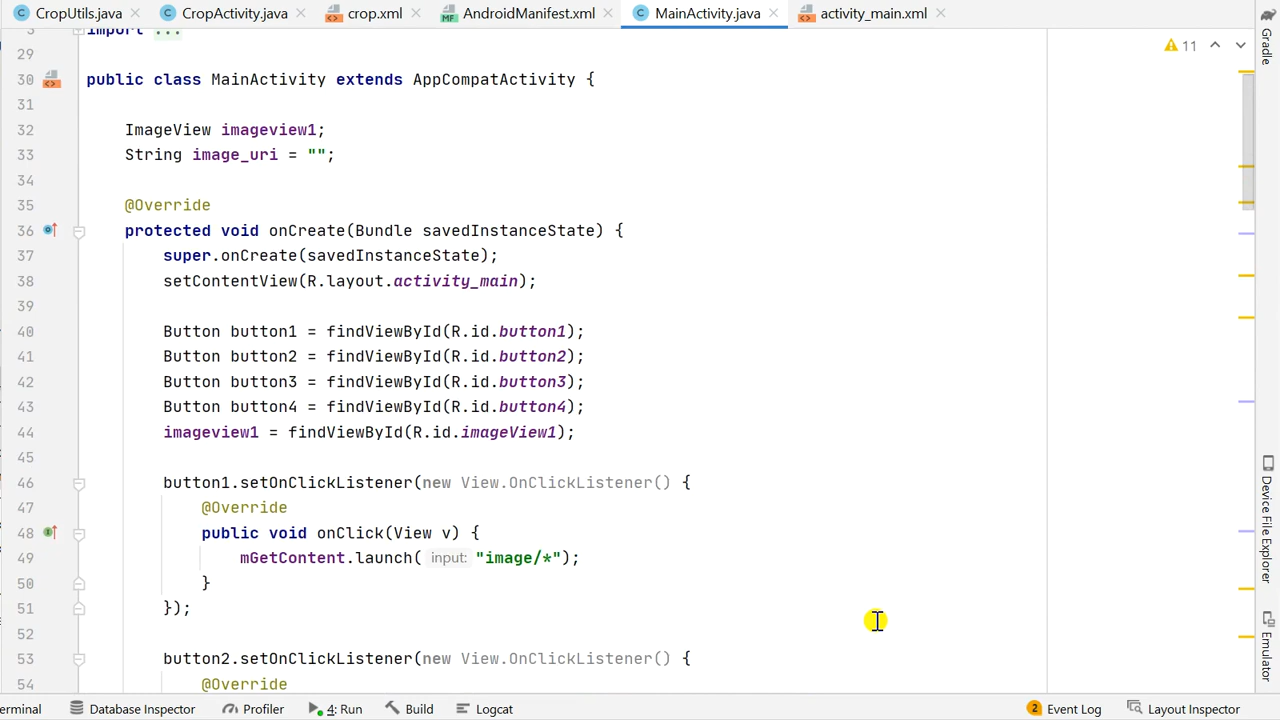 CropUtils.java CropActivity.java crop.xml AndroidManifest.xml MainActivity.java activity_main.xml
import ...
29
11
30 public class MainActivity extends AppCompatActivity {
31
32 ImageView imageview1;
33 String image_uri = "";
34
35 @Override
36 protected void onCreate(Bundle savedInstanceState) {
37 super.onCreate(savedInstanceState);
38 setContentView(R.layout.activity_main);
39
40 Button button1 = findViewById(R.id.button1);
41 Button button2 = findViewById(R.id.button2);
42 Button button3 = findViewById(R.id.button3);
43 Button button4 = findViewById(R.id.button4);
44 imageview1 = findViewById(R.id.imageView1);
45
46 button1.setOnClickListener(new View.OnClickListener() {
47 @Override
48 public void onClick(View v) {
49 mGetContent.launch( input: "image/*");
50 }
51 });
52
53 button2.setOnClickListener(new View.OnClickListener() {
54 @Override
Gradle
Device File Explorer
Emulator
erminal Database Inspector Profiler 4: Run Build Logcat 2 Event Log Layout Inspector